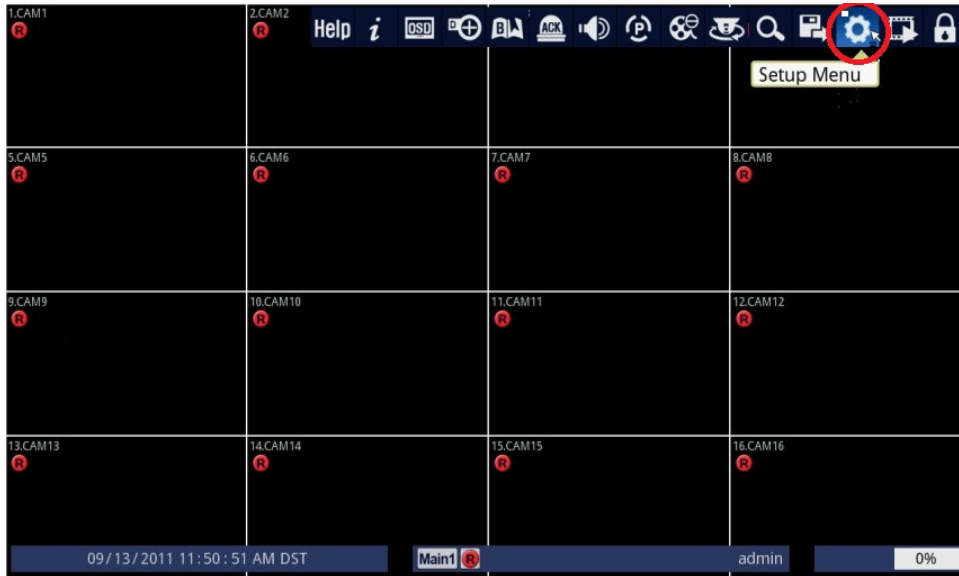 1.CAM1 2.CAM2 Help i OSD D ACK P
Setup Menu
5.CAM5 6.CAM6 7.CAM7 8.CAM8
R R R R
9.CAM9 10.CAM10 11.CAM11 12.CAM12
R R R R
13.CAM13 14.CAM14 15.CAM15 16.CAM16
R R R R
09/13/2011 11:50:51 AM DST Main1 R admin 0%